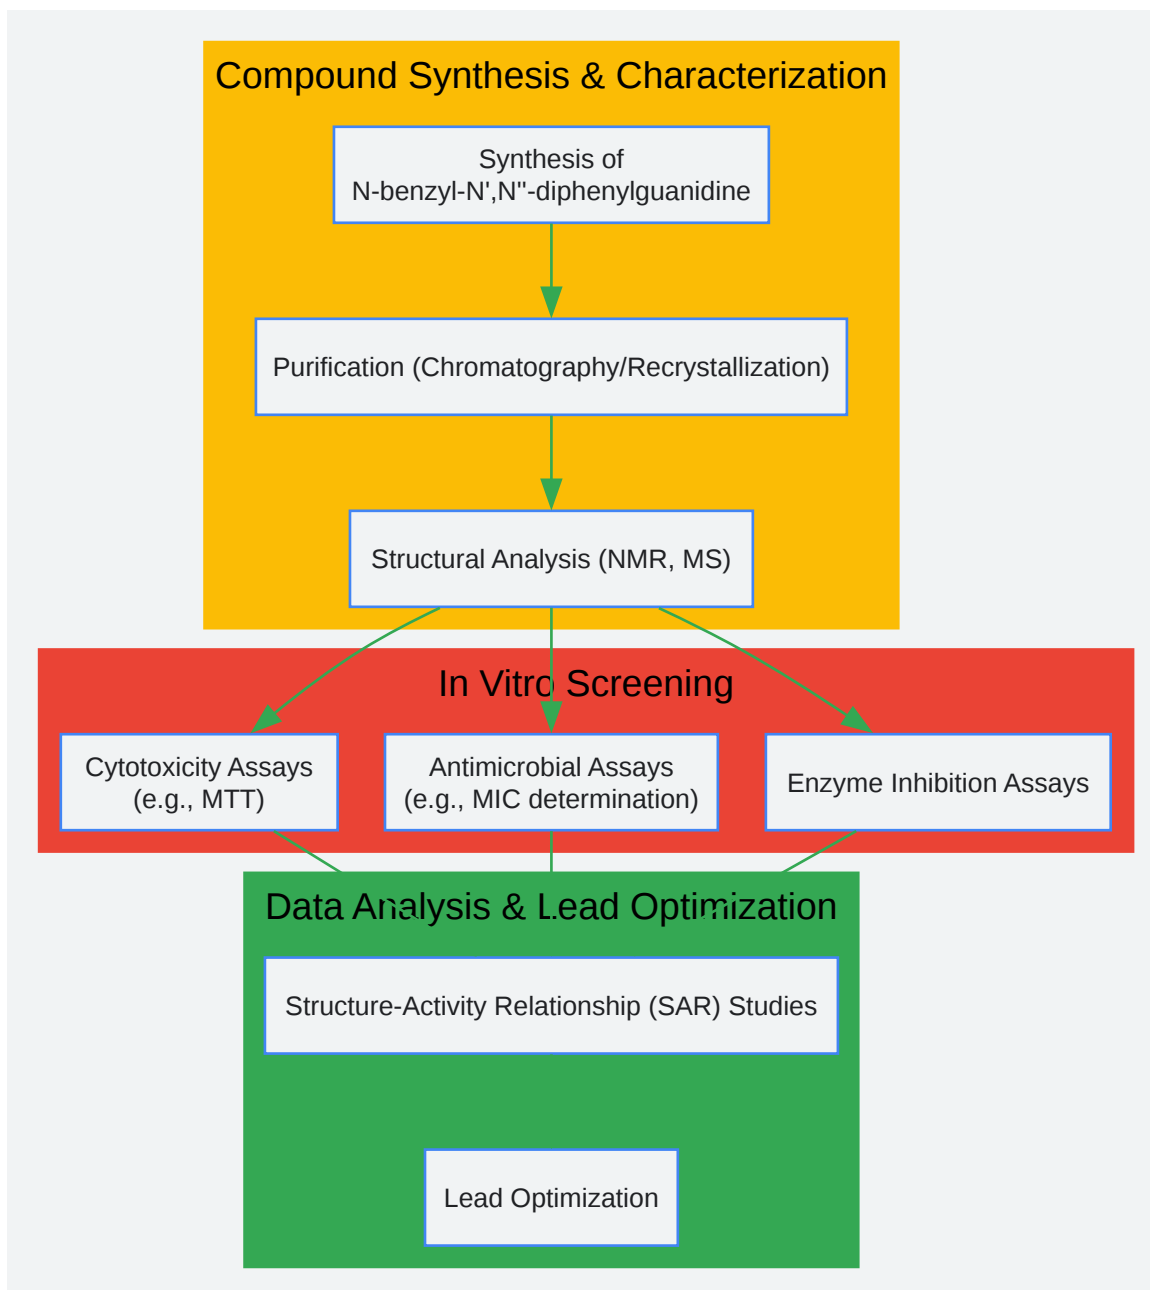 Compound Synthesis & Characterization
Synthesis of
N-benzyl-N',N''-diphenylguanidine
Purification (Chromatography/Recrystallization)
Structural Analysis (NMR, MS)
In Vitro Screening
Cytotoxicity Assays
(e.g., MTT)
Antimicrobial Assays
(e.g., MIC determination)
Enzyme Inhibition Assays
Data Analysis & Lead Optimization
Structure-Activity Relationship (SAR) Studies
Lead Optimization